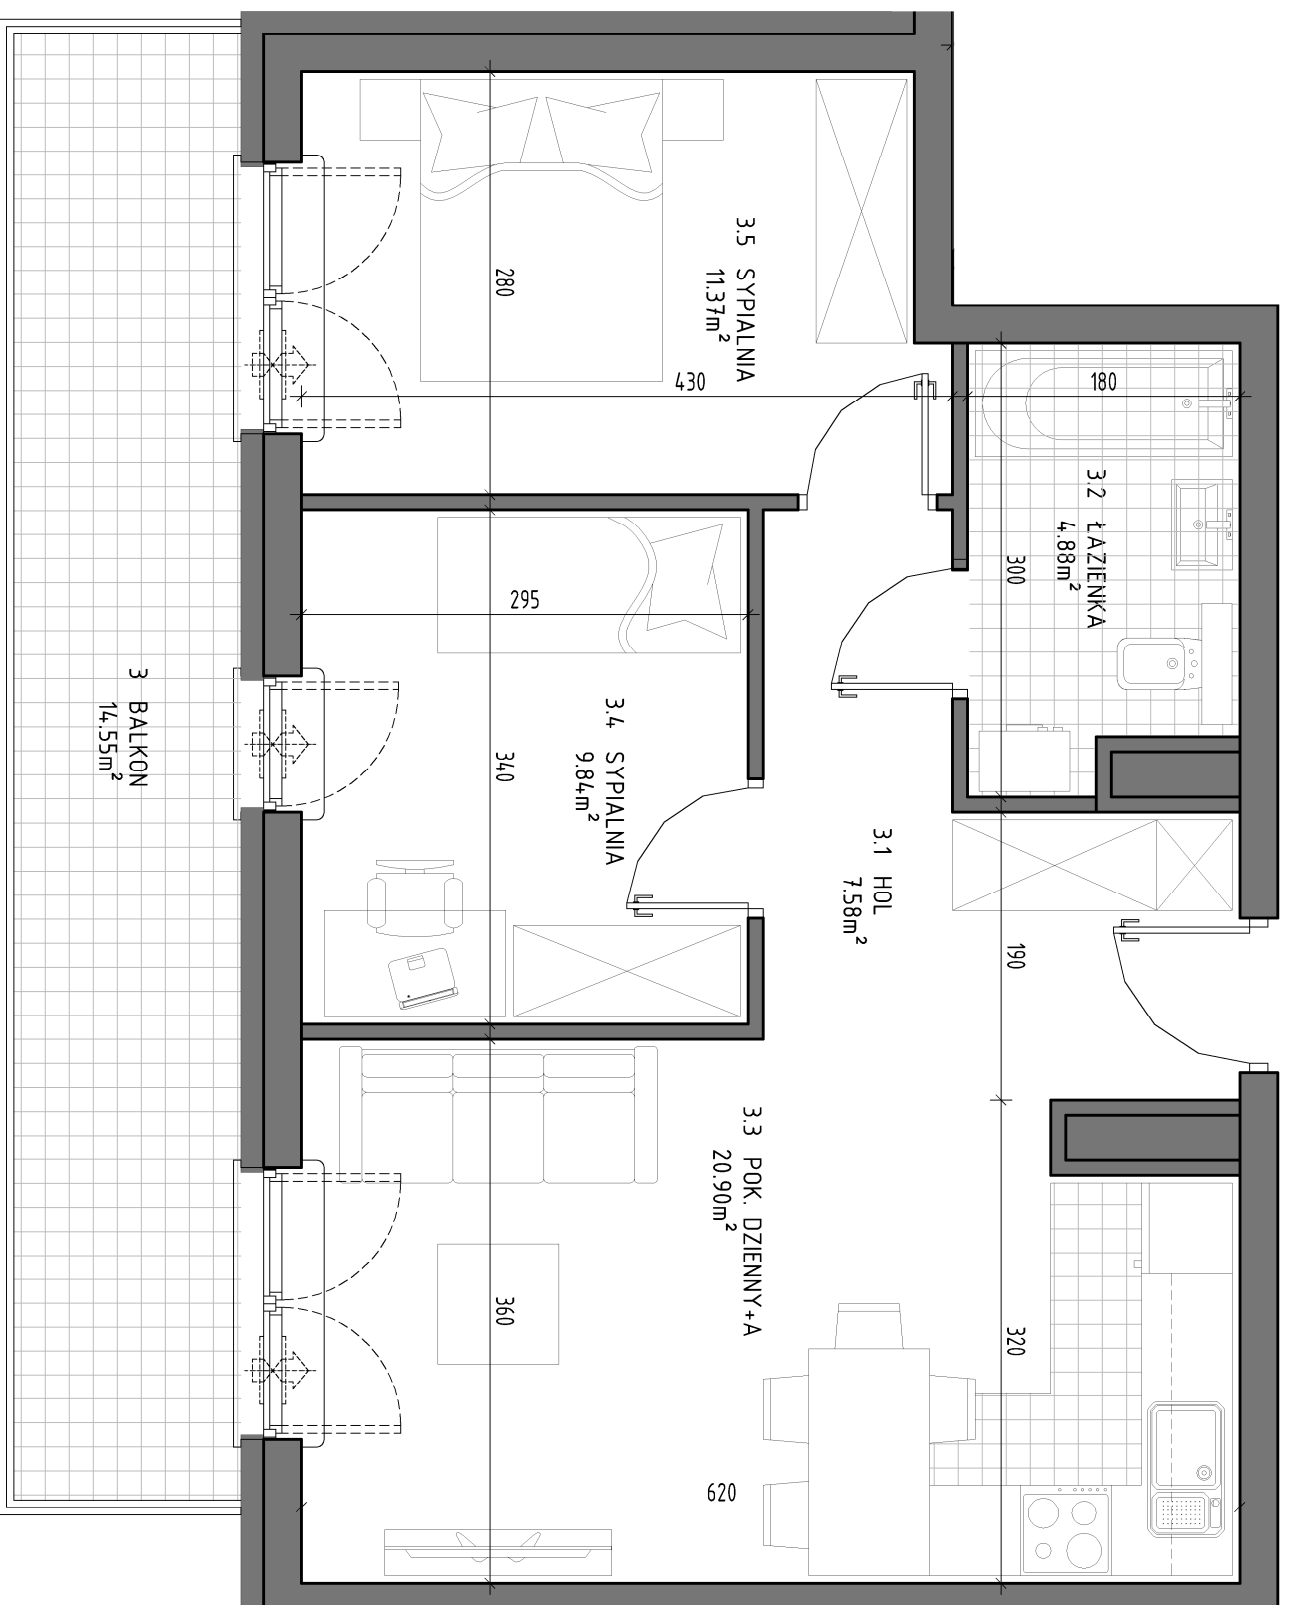 3.5 SYPIALNIA
11.37m²
280
430
180
3.2 ŁAZIENKA
4.88m²
300
295
3.4 SYPIALNIA
9.84m²
340
3 BALKON
14.55m²
3.1 HOL
7.58m²
190
3.3 POK. DZIENNY+A
20.90m²
360
320
620